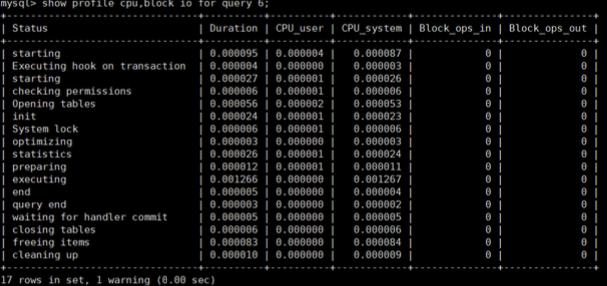 mysql> show profile cpu,block io for query 6;
+--------------------------------+----------+----------+------------+--------------+---------------+
| Status | Duration | CPU_user | CPU_system | Block_ops_in | Block_ops_out |
+--------------------------------+----------+----------+------------+--------------+---------------+
| starting | 0.000095 | 0.000004 | 0.000087 | 0 | 0 |
| Executing hook on transaction | 0.000004 | 0.000000 | 0.000003 | 0 | 0 |
| starting | 0.000027 | 0.000001 | 0.000026 | 0 | 0 |
| checking permissions | 0.000006 | 0.000001 | 0.000006 | 0 | 0 |
| Opening tables | 0.000056 | 0.000002 | 0.000053 | 0 | 0 |
| init | 0.000024 | 0.000001 | 0.000023 | 0 | 0 |
| System lock | 0.000006 | 0.000001 | 0.000006 | 0 | 0 |
| optimizing | 0.000003 | 0.000000 | 0.000003 | 0 | 0 |
| statistics | 0.000026 | 0.000001 | 0.000024 | 0 | 0 |
| preparing | 0.000012 | 0.000001 | 0.000011 | 0 | 0 |
| executing | 0.001266 | 0.000000 | 0.001267 | 0 | 0 |
| end | 0.000005 | 0.000000 | 0.000004 | 0 | 0 |
| query end | 0.000003 | 0.000000 | 0.000002 | 0 | 0 |
| waiting for handler commit | 0.000005 | 0.000000 | 0.000005 | 0 | 0 |
| closing tables | 0.000006 | 0.000000 | 0.000006 | 0 | 0 |
| freeing items | 0.000083 | 0.000000 | 0.000084 | 0 | 0 |
| cleaning up | 0.000010 | 0.000000 | 0.000009 | 0 | 0 |
+--------------------------------+----------+----------+------------+--------------+---------------+
17 rows in set, 1 warning (0.00 sec)